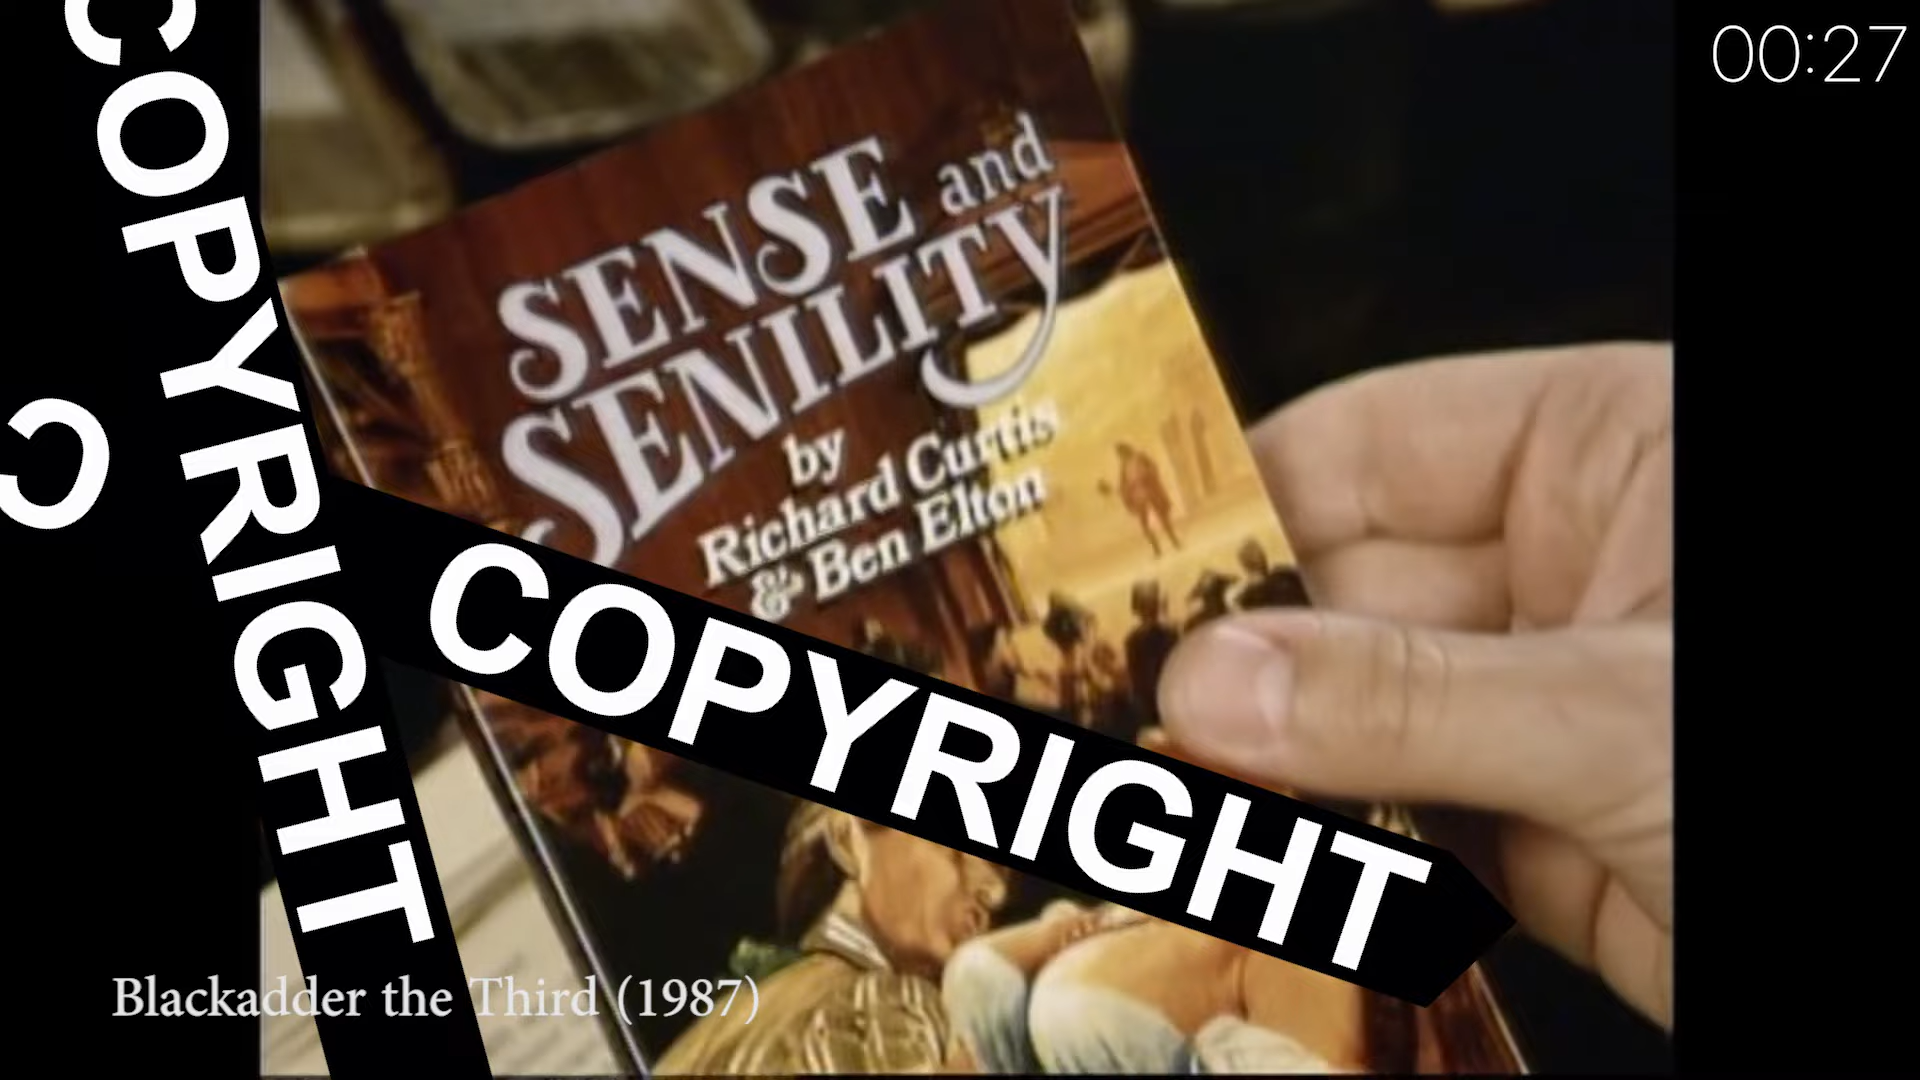 COPYRIGHT
00:27
SENSE and
SENILITY
by
Richard Curtis
& Ben Elton
C
COPYRIGHT
Blackadder the Third (1987)